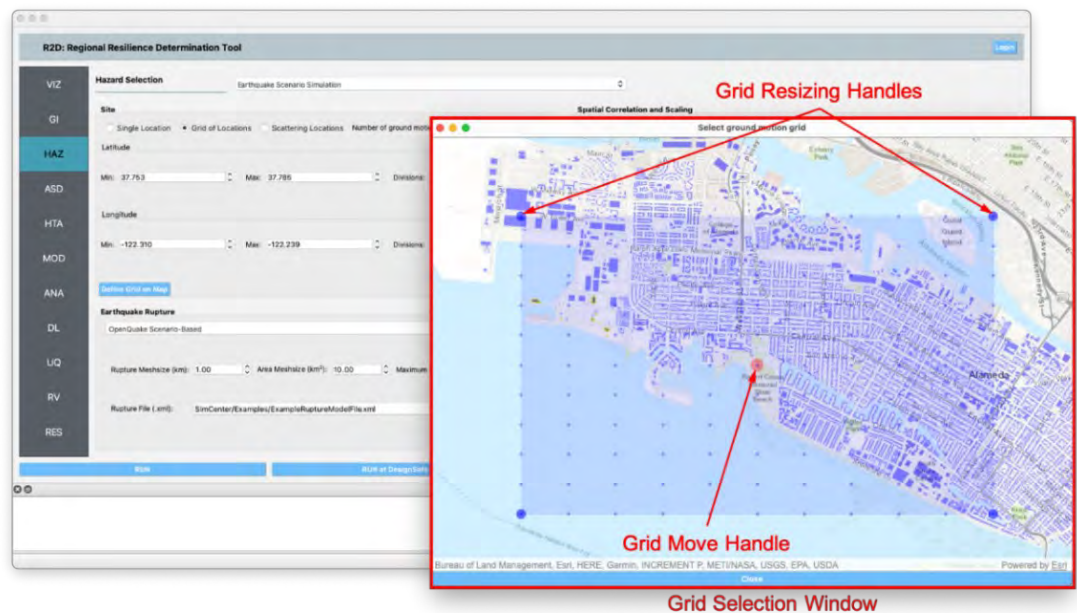 R2D: Regional Resilience Determination Tool
Login
VIZ
GI
HAZ
ASD
HTA
MOD
ANA
DL
UQ
RV
RES
Hazard Selection
Earthquake Scenario Simulation
Site
Spatial Correlation and Scaling
Single Location Grid of Locations Scattering Locations Number of ground motio
Latitude
Min: 37.753 Max: 37.785 Divisions:
Longitude
Min: -122.310 Max: -122.239 Divisions:
Define Grid on Map
Earthquake Rupture
OpenQuake Scenario-Based
Rupture Meshsize (km): 1.00 Area Meshsize (km²): 10.00 Maximum
Rupture File (.xml): SimCenter/Examples/ExampleRuptureModelFile.xml
RUN
RUN at DesignSafe
Grid Resizing Handles
Select ground motion grid
Estuary
Park
Coast
Guard
Island
Alameda
Grid Move Handle
Bureau of Land Management, Esri, HERE, Garmin, INCREMENT P, METI/NASA, USGS, EPA, USDA
Powered by Esri
Close
Grid Selection Window